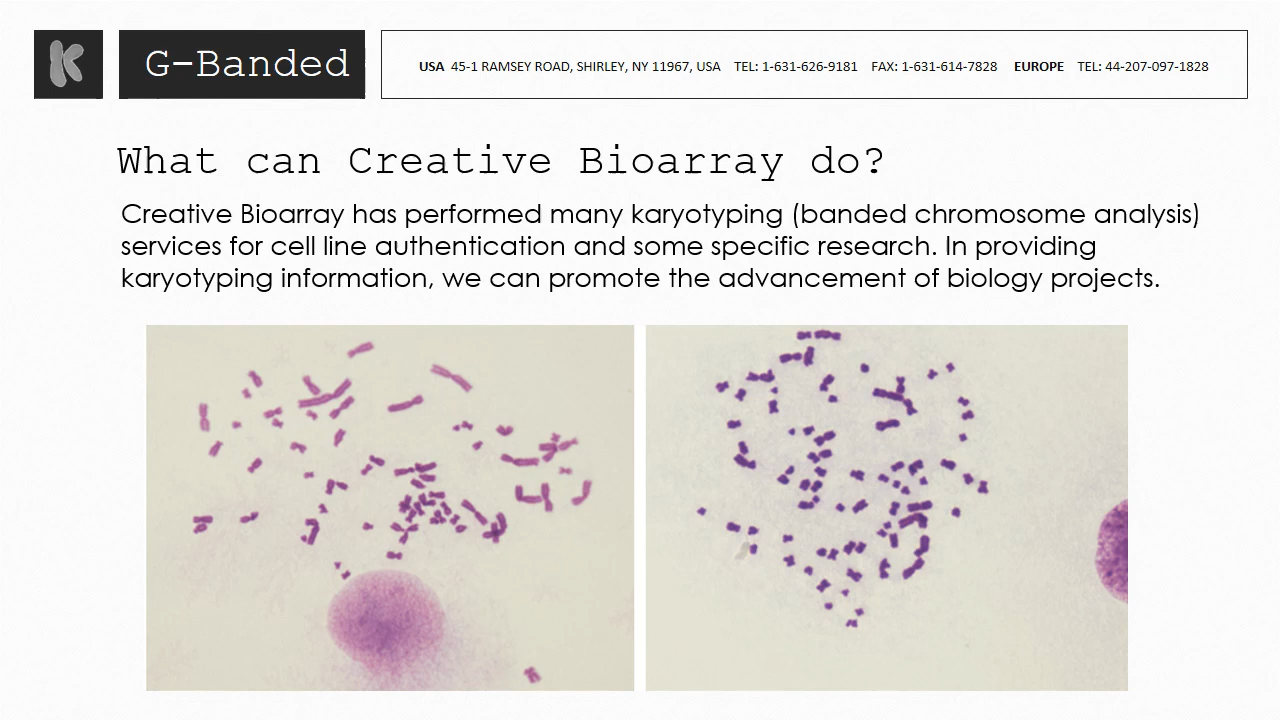 G-Banded
USA 45-1 RAMSEY ROAD, SHIRLEY, NY 11967, USA TEL: 1-631-626-9181 FAX: 1-631-614-7828 EUROPE TEL: 44-207-097-1828
What can Creative Bioarray do?
Creative Bioarray has performed many karyotyping (banded chromosome analysis)
services for cell line authentication and some specific research. In providing
karyotyping information, we can promote the advancement of biology projects.